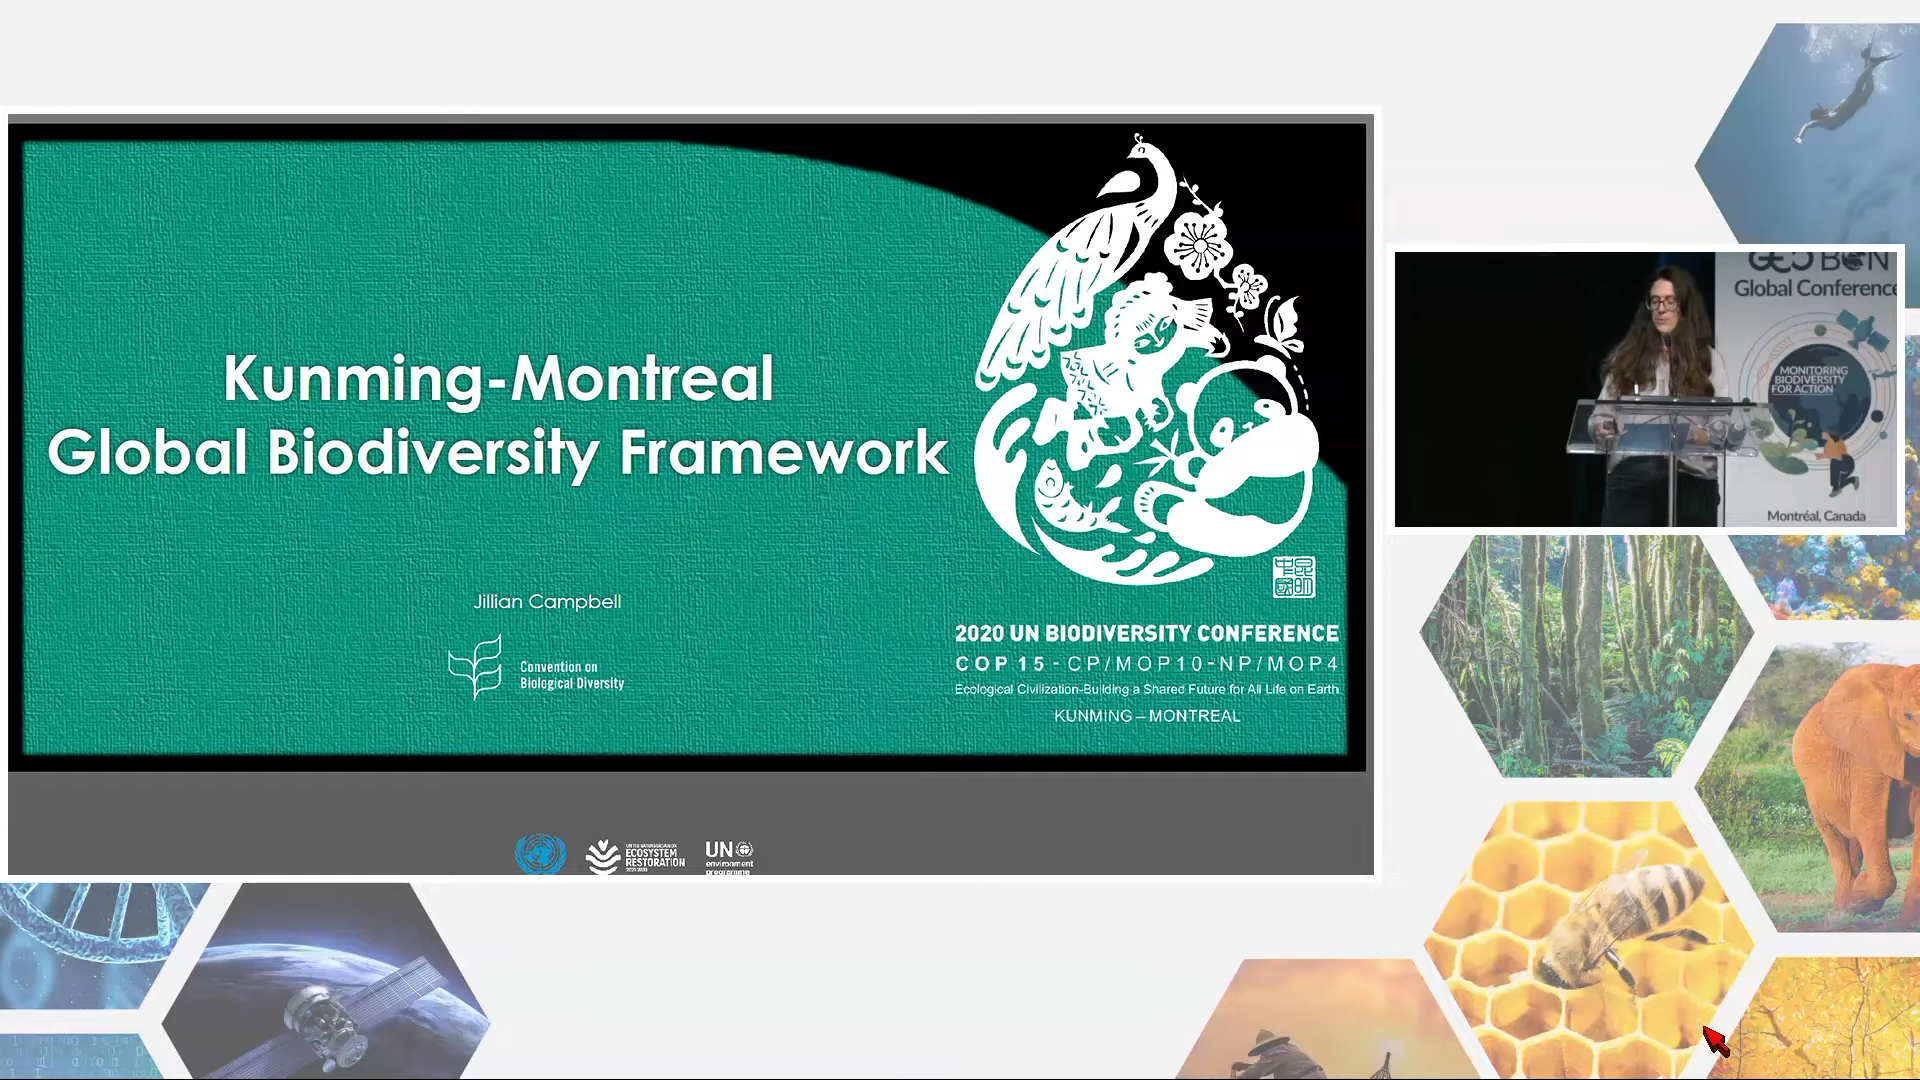 Kunming-Montreal
Global Biodiversity Framework
Jillian Campbell
Convention on
Biological Diversity
2020 UN BIODIVERSITY CONFERENCE
COP 15 - CP/MOP10-NP/MOP4
Ecological Civilization-Building a Shared Future for All Life on Earth
KUNMING – MONTREAL
ECOSYSTEM
RESTORATION
UN
environment
programme
GEO BON
Global Conference
MONITORING
BIODIVERSITY
FOR ACTION
Montréal, Canada